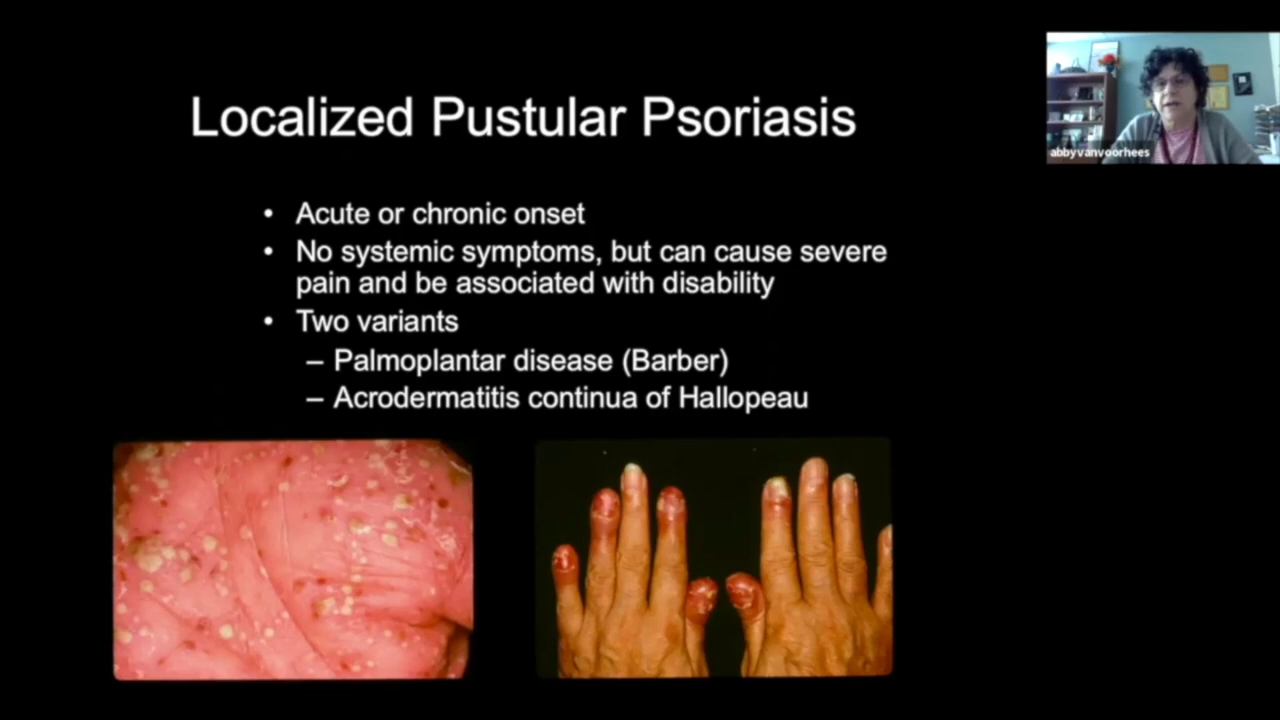 Localized Pustular Psoriasis
abbyvanvoorhees
• Acute or chronic onset
• No systemic symptoms, but can cause severe
pain and be associated with disability
• Two variants
– Palmoplantar disease (Barber)
– Acrodermatitis continua of Hallopeau